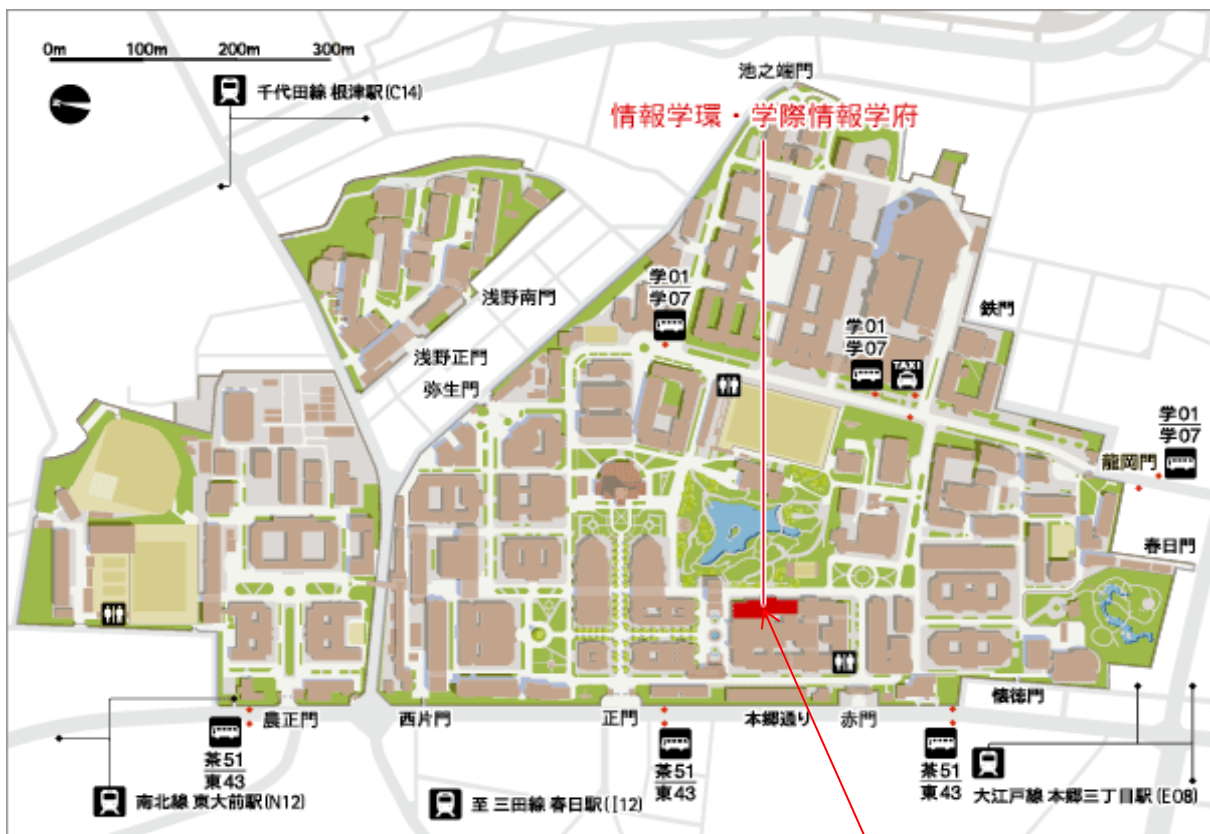 0m 100m 200m 300m
千代田線 根津駅(C14)
池之端門
情報学環・学際情報学府
浅野南門
学01
学07
鉄門
学01
学07
TAXI
浅野正門
弥生門
学01
学07
龍岡門
春日門
懐徳門
農正門
西片門
正門
本郷通り
赤門
茶51
東43
茶51
東43
茶51
東43
南北線 東大前駅(N12)
至 三田線 春日駅(I12)
大江戸線 本郷三丁目駅(E08)